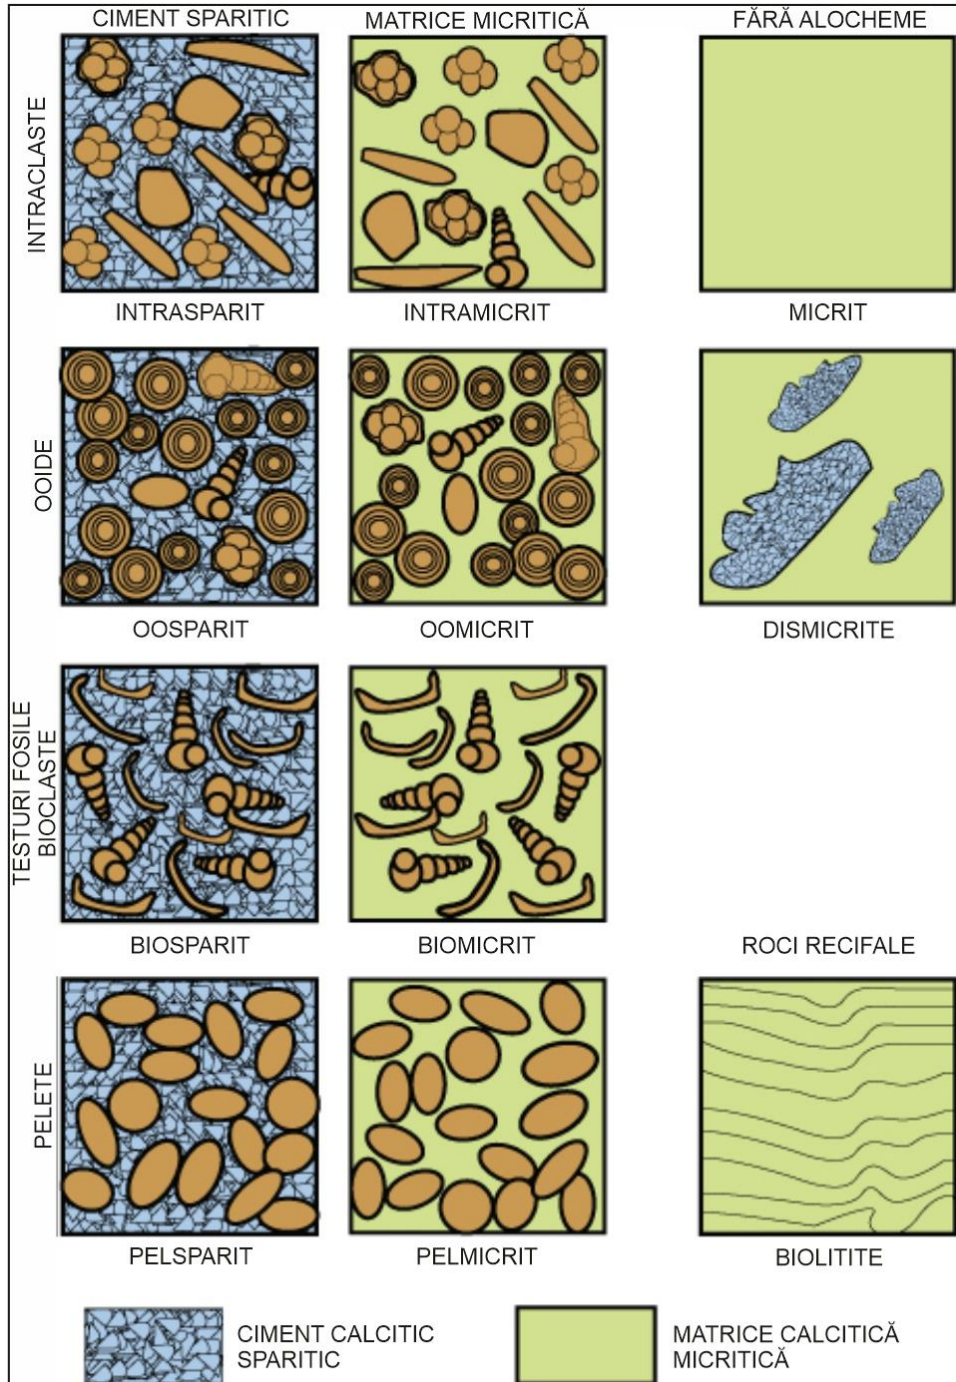 CIMENT SPARITIC
MATRICE MICRITICĂ
FĂRĂ ALOCHEME
INTRACLASTE
INTRASPARIT
INTRAMICRIT
MICRIT
OOIDE
OOSPARIT
OOMICRIT
DISMICRITE
TESTURI FOSILE
BIOCLASTE
BIOSPARIT
BIOMICRIT
ROCI RECIFALE
PELETE
PELSPARIT
PELMICRIT
BIOLITITE
CIMENT CALCITIC
SPARITIC
MATRICE CALCITICĂ
MICRITICĂ